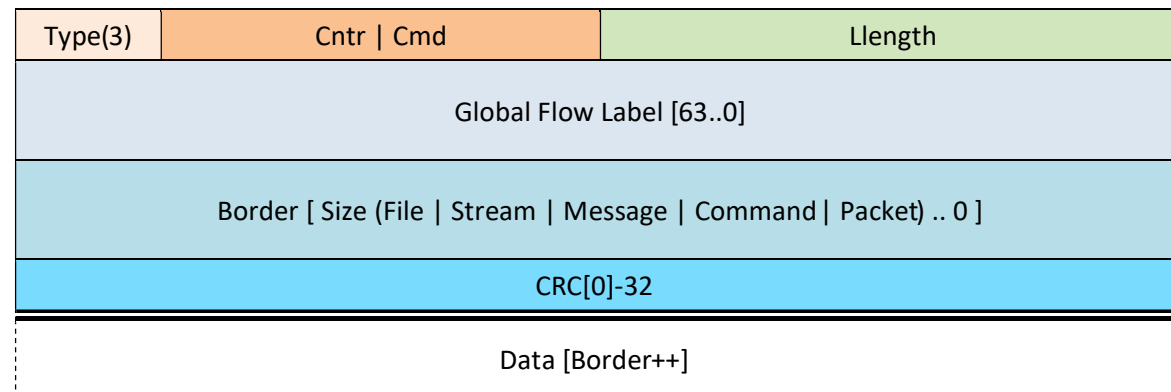 Type(3) Cntr | Cmd Llength
Global Flow Label [63..0]
Border [ Size (File | Stream | Message | Command | Packet) .. 0 ]
CRC[0]-32
Data [Border++]